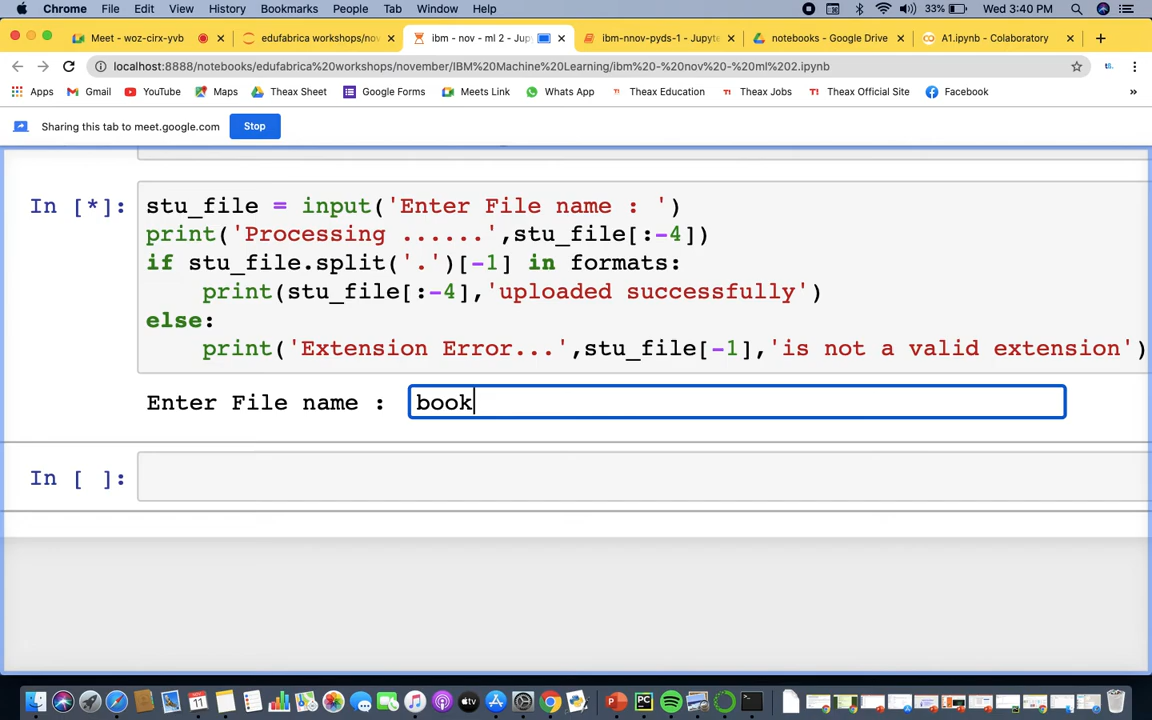 Chrome File Edit View History Bookmarks People Tab Window Help 33% Wed 3:40 PM
Meet - woz-cirx-yvb edufabrica workshops/nov ibm - nov - ml 2 - Jup ibm-nnov-pyds-1 - Jupyte notebooks - Google Drive A1.ipynb - Colaboratory
localhost:8888/notebooks/edufabrica%20workshops/november/IBM%20Machine%20Learning/ibm%20-%20nov%20-%20ml%202.ipynb
Apps Gmail YouTube Maps Theax Sheet Google Forms Meets Link Whats App Theax Education Theax Jobs Theax Official Site Facebook »
Sharing this tab to meet.google.com Stop
In [*]: stu_file = input('Enter File name : ')
print('Processing ......',stu_file[:-4])
if stu_file.split('.')[-1] in formats:
print(stu_file[:-4],'uploaded successfully')
else:
print('Extension Error...',stu_file[-1],'is not a valid extension')
Enter File name : book
In [ ]: